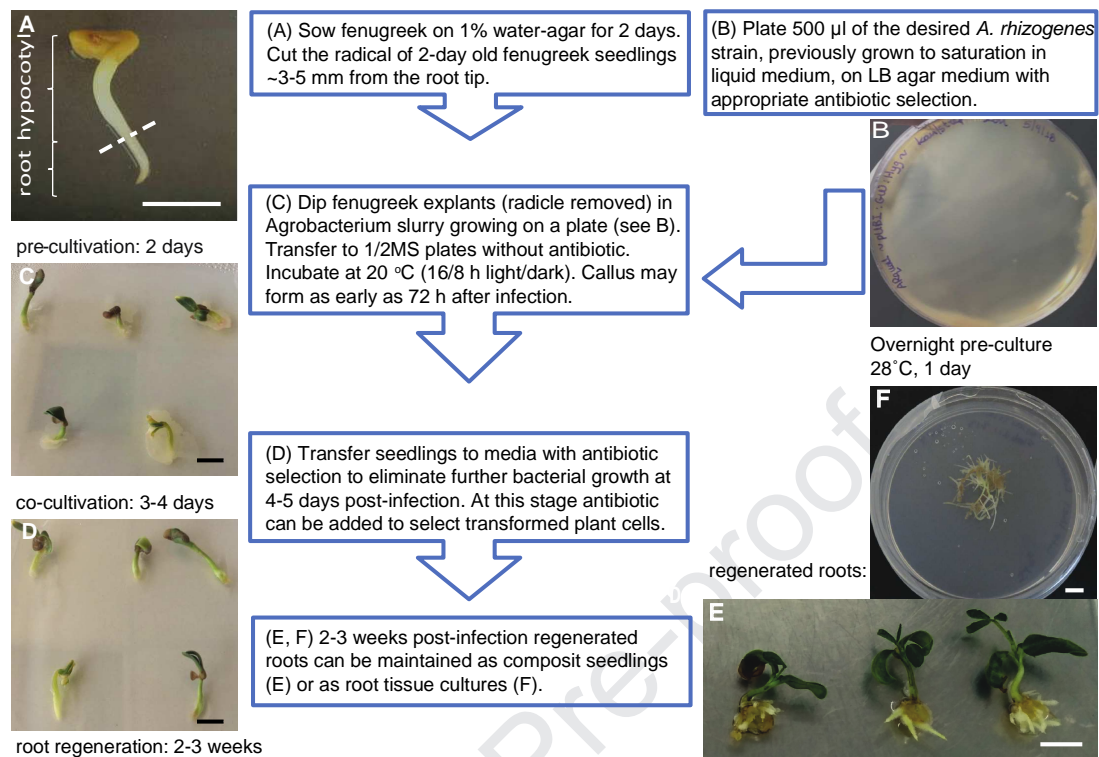 A
root hypocotyl
pre-cultivation: 2 days
(A) Sow fenugreek on 1% water-agar for 2 days.
Cut the radical of 2-day old fenugreek seedlings
~3-5 mm from the root tip.
(B) Plate 500 µl of the desired A. rhizogenes
strain, previously grown to saturation in
liquid medium, on LB agar medium with
appropriate antibiotic selection.
B
Overnight pre-culture
28˚C, 1 day
(C) Dip fenugreek explants (radicle removed) in
Agrobacterium slurry growing on a plate (see B).
Transfer to 1/2MS plates without antibiotic.
Incubate at 20 ºC (16/8 h light/dark). Callus may
form as early as 72 h after infection.
C
co-cultivation: 3-4 days
(D) Transfer seedlings to media with antibiotic
selection to eliminate further bacterial growth at
4-5 days post-infection. At this stage antibiotic
can be added to select transformed plant cells.
D
root regeneration: 2-3 weeks
(E, F) 2-3 weeks post-infection regenerated
roots can be maintained as composit seedlings
(E) or as root tissue cultures (F).
F
regenerated roots:
E
Pre-proof